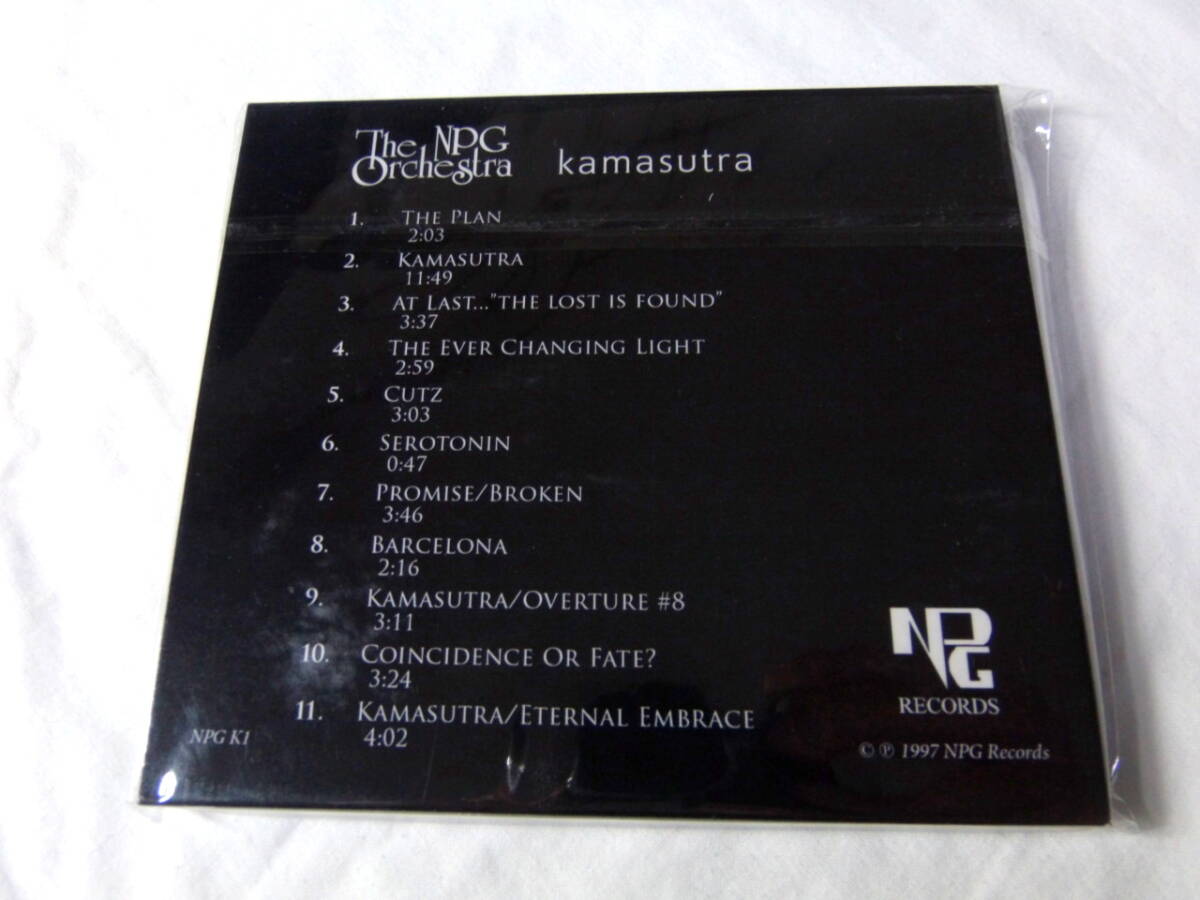 The NPG
Orchestra
kamasutra
1. The Plan
2:03
2. Kamasutra
11:49
3. At Last..."the lost is found"
3:37
4. The Ever Changing Light
2:59
5. Cutz
3:03
6. Serotonin
0:47
7. Promise/Broken
3:46
8. Barcelona
2:16
9. Kamasutra/Overture #8
3:11
10. Coincidence Or Fate?
3:24
11. Kamasutra/Eternal Embrace
4:02
NPG K1
NPG
RECORDS
© ℗ 1997 NPG Records